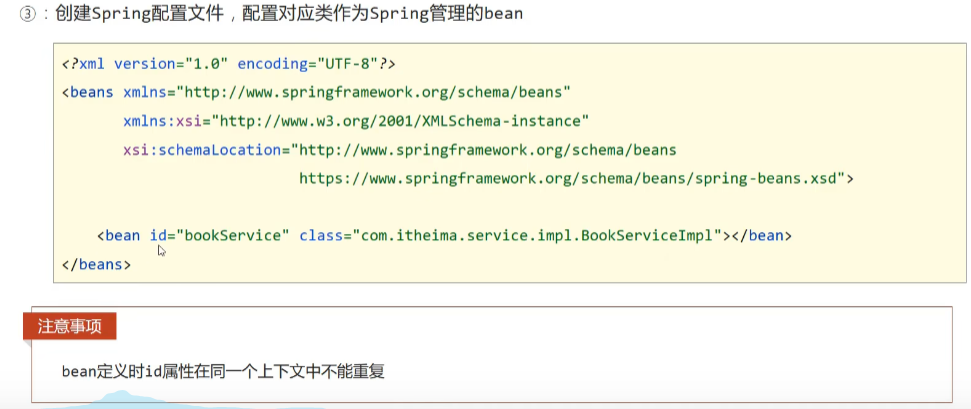 ③：创建Spring配置文件，配置对应类作为Spring管理的bean
<?xml version="1.0" encoding="UTF-8"?>
<beans xmlns="http://www.springframework.org/schema/beans"
xmlns:xsi="http://www.w3.org/2001/XMLSchema-instance"
xsi:schemaLocation="http://www.springframework.org/schema/beans
https://www.springframework.org/schema/beans/spring-beans.xsd">
<bean id="bookService" class="com.itheima.service.impl.BookServiceImpl"></bean>
</beans>
注意事项
bean定义时id属性在同一个上下文中不能重复